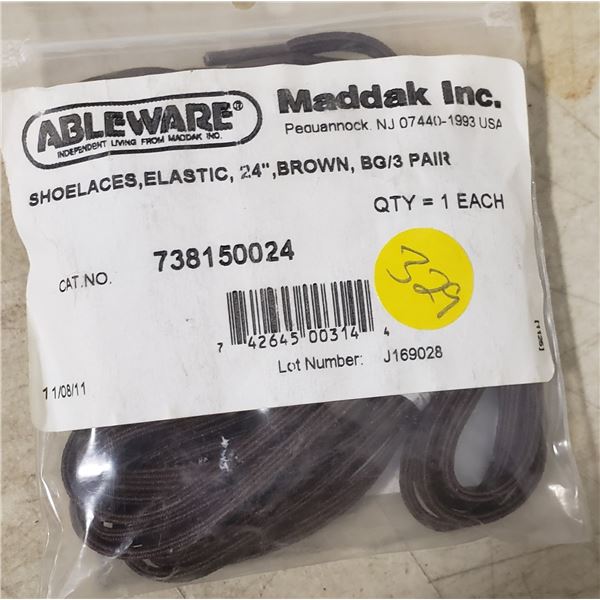 ABLEWARE®
INDEPENDENT LIVING FROM MADDAK INC.
Maddak Inc.
Pequannock, NJ 07440-1993 USA
SHOELACES,ELASTIC, 24",BROWN, BG/3 PAIR
QTY = 1 EACH
CAT.NO. 738150024
329
7 42645 00314 4
Lot Number: J169028
11/08/11